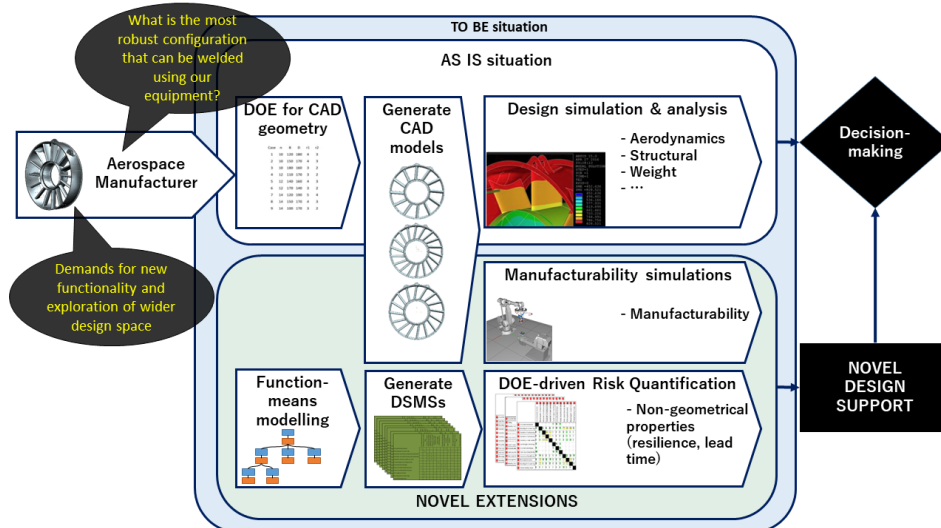 TO BE situation
What is the most
robust configuration
that can be welded
using our
equipment?
AS IS situation
DOE for CAD
geometry
Generate
CAD
models
Design simulation & analysis
- Aerodynamics
- Structural
- Weight
- ...
Aerospace
Manufacturer
Decision-
making
Demands for new
functionality and
exploration of wider
design space
Manufacturability simulations
- Manufacturability
Function-
means
modelling
Generate
DSMSs
DOE-driven Risk Quantification
- Non-geometrical
properties
(resilience, lead
time)
NOVEL
DESIGN
SUPPORT
NOVEL EXTENSIONS